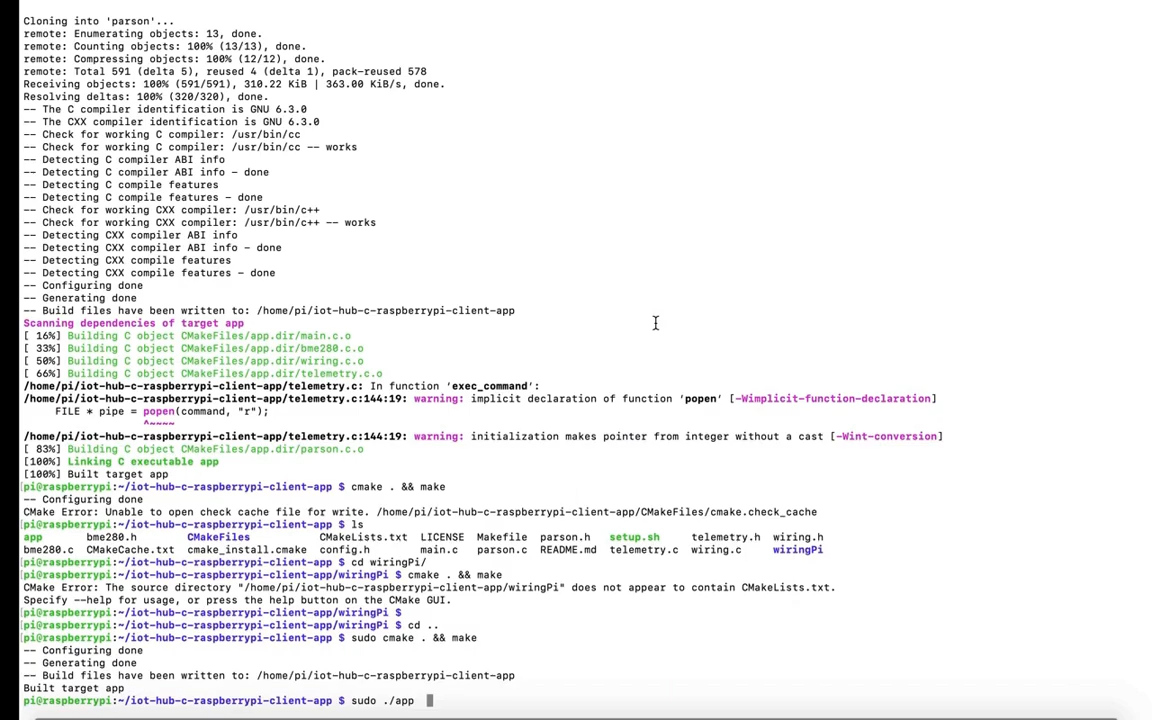 Cloning into 'parson'...
remote: Enumerating objects: 13, done.
remote: Counting objects: 100% (13/13), done.
remote: Compressing objects: 100% (12/12), done.
remote: Total 591 (delta 5), reused 4 (delta 1), pack-reused 578
Receiving objects: 100% (591/591), 310.22 KiB | 363.00 KiB/s, done.
Resolving deltas: 100% (320/320), done.
-- The C compiler identification is GNU 6.3.0
-- The CXX compiler identification is GNU 6.3.0
-- Check for working C compiler: /usr/bin/cc
-- Check for working C compiler: /usr/bin/cc -- works
-- Detecting C compiler ABI info
-- Detecting C compiler ABI info - done
-- Detecting C compile features
-- Detecting C compile features - done
-- Check for working CXX compiler: /usr/bin/c++
-- Check for working CXX compiler: /usr/bin/c++ -- works
-- Detecting CXX compiler ABI info
-- Detecting CXX compiler ABI info - done
-- Detecting CXX compile features
-- Detecting CXX compile features - done
-- Configuring done
-- Generating done
-- Build files have been written to: /home/pi/iot-hub-c-raspberrypi-client-app
Scanning dependencies of target app
[ 16%] Building C object CMakeFiles/app.dir/main.c.o
[ 33%] Building C object CMakeFiles/app.dir/bme280.c.o
[ 50%] Building C object CMakeFiles/app.dir/wiring.c.o
[ 66%] Building C object CMakeFiles/app.dir/telemetry.c.o
/home/pi/iot-hub-c-raspberrypi-client-app/telemetry.c: In function 'exec_command':
/home/pi/iot-hub-c-raspberrypi-client-app/telemetry.c:144:19: warning: implicit declaration of function 'popen' [-Wimplicit-function-declaration]
FILE * pipe = popen(command, "r");
^~~~~
/home/pi/iot-hub-c-raspberrypi-client-app/telemetry.c:144:19: warning: initialization makes pointer from integer without a cast [-Wint-conversion]
[ 83%] Building C object CMakeFiles/app.dir/parson.c.o
[100%] Linking C executable app
[100%] Built target app
pi@raspberrypi:~/iot-hub-c-raspberrypi-client-app $ cmake . && make
-- Configuring done
CMake Error: Unable to open check cache file for write. /home/pi/iot-hub-c-raspberrypi-client-app/CMakeFiles/cmake.check_cache
pi@raspberrypi:~/iot-hub-c-raspberrypi-client-app $ ls
app bme280.h CMakeFiles CMakeLists.txt LICENSE Makefile parson.h setup.sh telemetry.h wiring.h
bme280.c CMakeCache.txt cmake_install.cmake config.h main.c parson.c README.md telemetry.c wiring.c wiringPi
pi@raspberrypi:~/iot-hub-c-raspberrypi-client-app $ cd wiringPi/
pi@raspberrypi:~/iot-hub-c-raspberrypi-client-app/wiringPi $ cmake . && make
CMake Error: The source directory "/home/pi/iot-hub-c-raspberrypi-client-app/wiringPi" does not appear to contain CMakeLists.txt.
Specify --help for usage, or press the help button on the CMake GUI.
pi@raspberrypi:~/iot-hub-c-raspberrypi-client-app/wiringPi $
pi@raspberrypi:~/iot-hub-c-raspberrypi-client-app/wiringPi $ cd ..
pi@raspberrypi:~/iot-hub-c-raspberrypi-client-app $ sudo cmake . && make
-- Configuring done
-- Generating done
-- Build files have been written to: /home/pi/iot-hub-c-raspberrypi-client-app
Built target app
pi@raspberrypi:~/iot-hub-c-raspberrypi-client-app $ sudo ./app